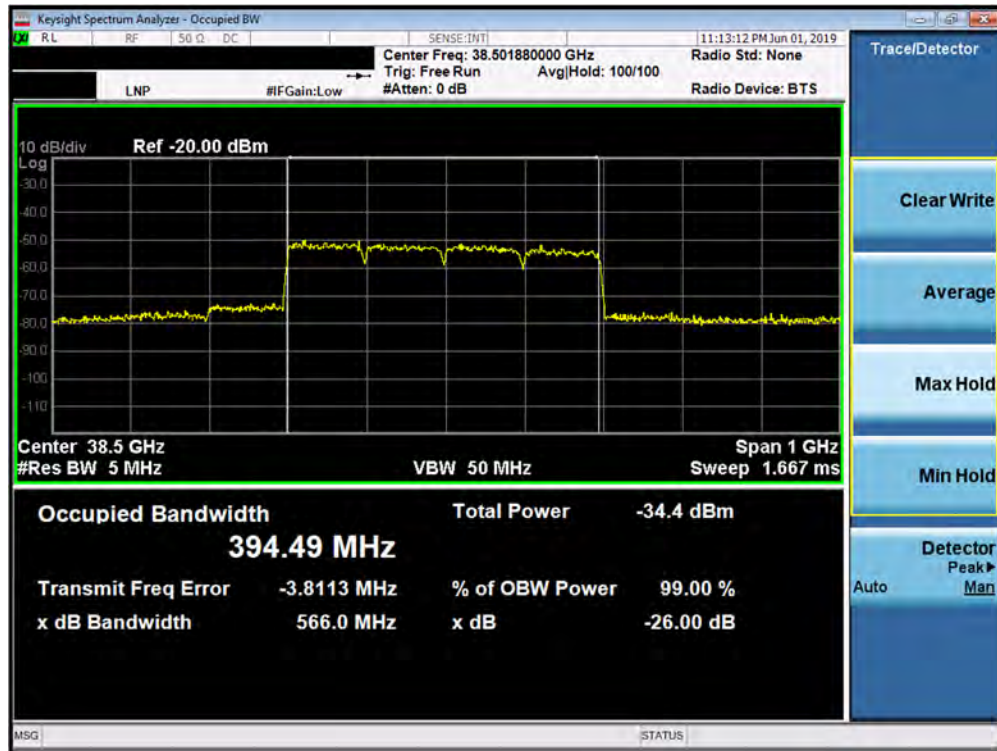 Keysight Spectrum Analyzer - Occupied BW
LXI RL RF 50 Ω DC SENSE:INT 11:13:12 PM Jun 01, 2019
Center Freq: 38.501880000 GHz Radio Std: None
Trig: Free Run Avg|Hold: 100/100
LNP #IFGain:Low #Atten: 0 dB Radio Device: BTS
10 dB/div Ref -20.00 dBm
Log
-30.0
-40.0
-50.0
-60.0
-70.0
-80.0
-90.0
-100
-110
Center 38.5 GHz Span 1 GHz
#Res BW 5 MHz VBW 50 MHz Sweep 1.667 ms
Occupied Bandwidth Total Power -34.4 dBm
394.49 MHz
Transmit Freq Error -3.8113 MHz % of OBW Power 99.00 %
x dB Bandwidth 566.0 MHz x dB -26.00 dB
MSG STATUS
Trace/Detector
Clear Write
Average
Max Hold
Min Hold
Detector
Peak▶
Auto Man